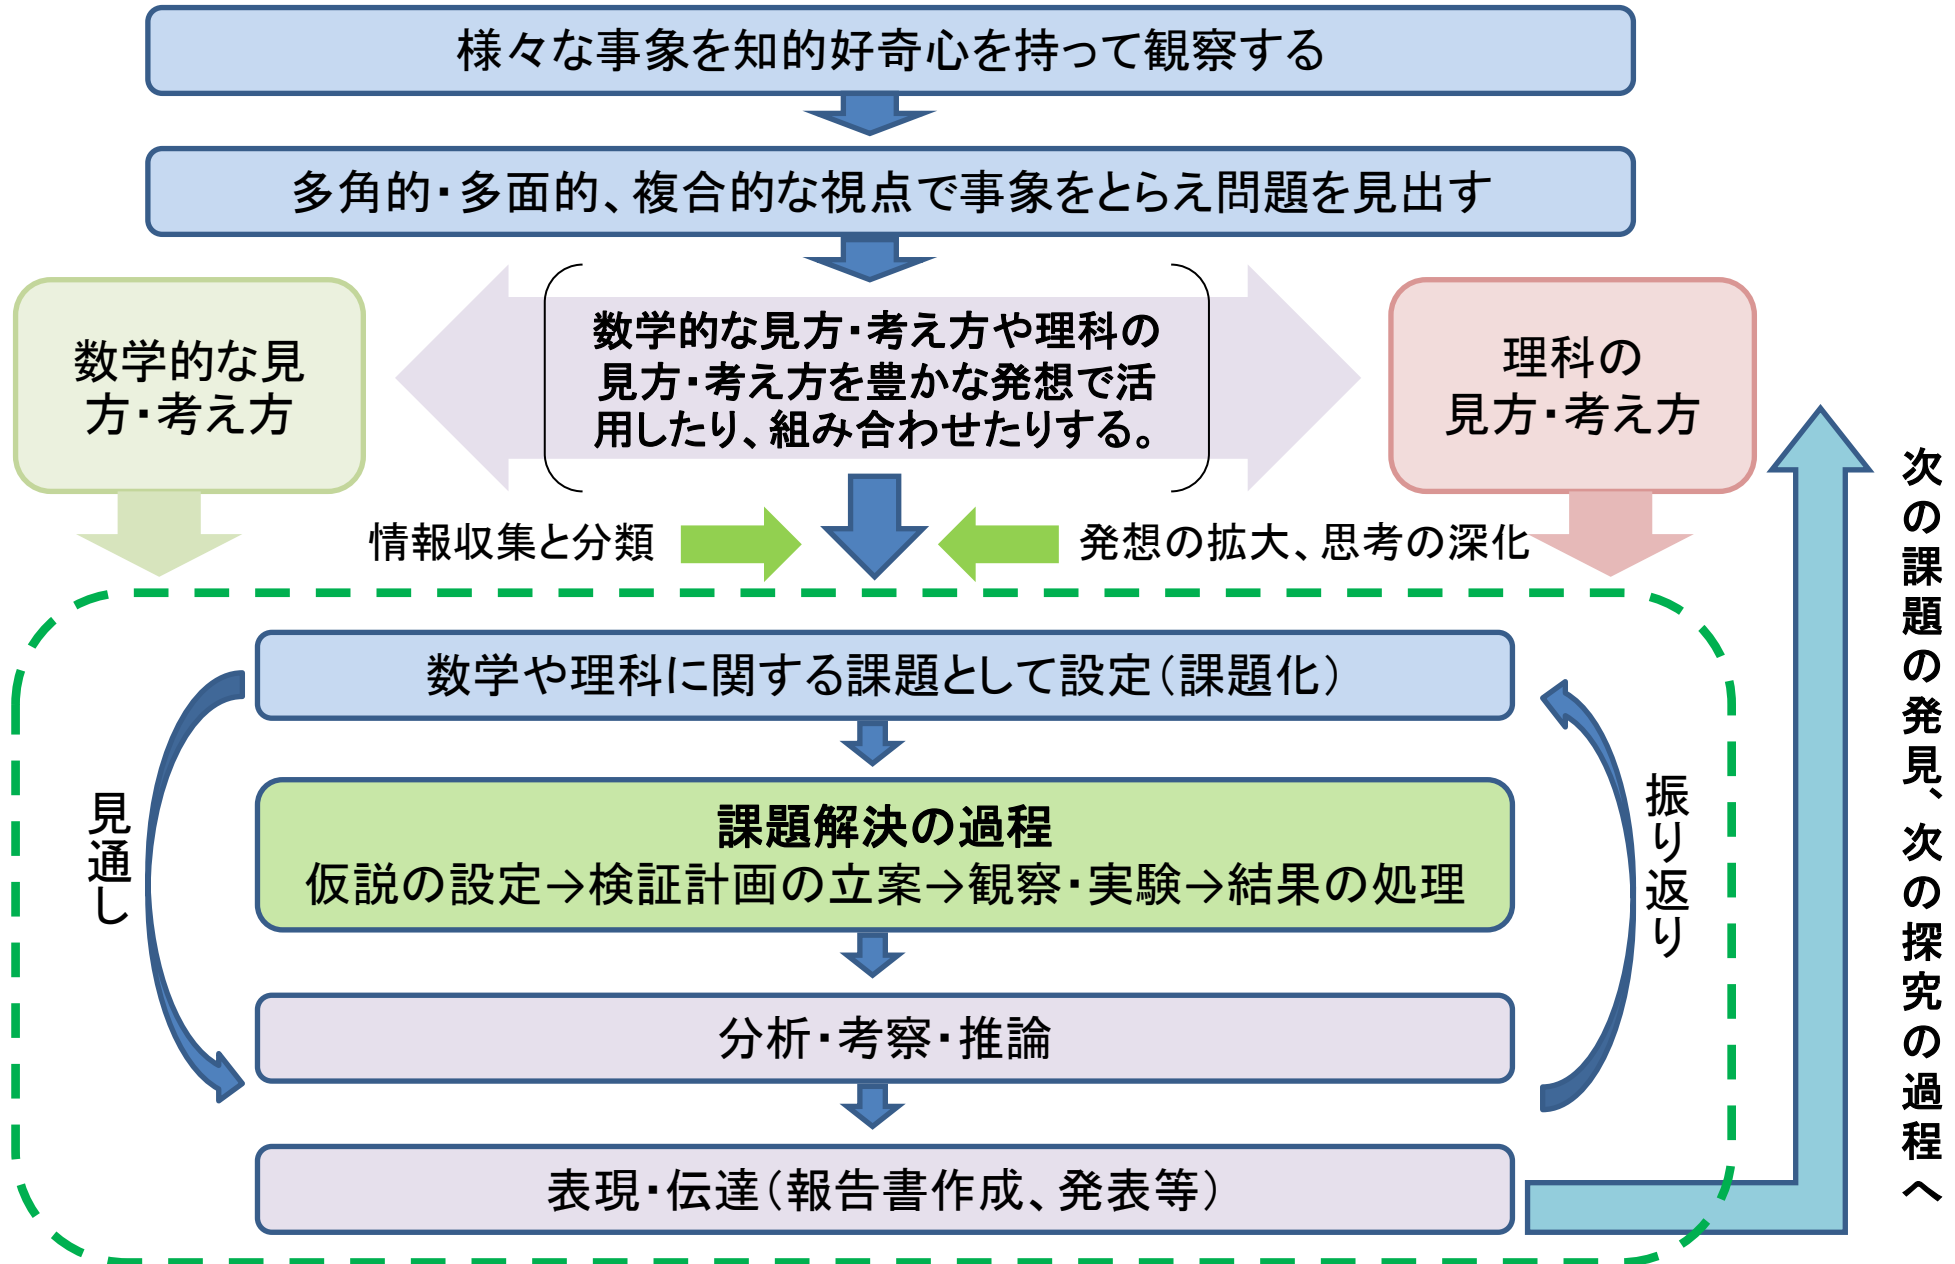 様々な事象を知的好奇心を持って観察する
多角的・多面的、複合的な視点で事象をとらえ問題を見出す
数学的な見
方・考え方
数学的な見方・考え方や理科の
見方・考え方を豊かな発想で活
用したり、組み合わせたりする。
理科の
見方・考え方
情報収集と分類
発想の拡大、思考の深化
数学や理科に関する課題として設定(課題化)
課題解決の過程
仮説の設定→検証計画の立案→観察・実験→結果の処理
分析・考察・推論
表現・伝達(報告書作成、発表等)
見通し
振り返り
次の課題の発見、次の探究の過程へ